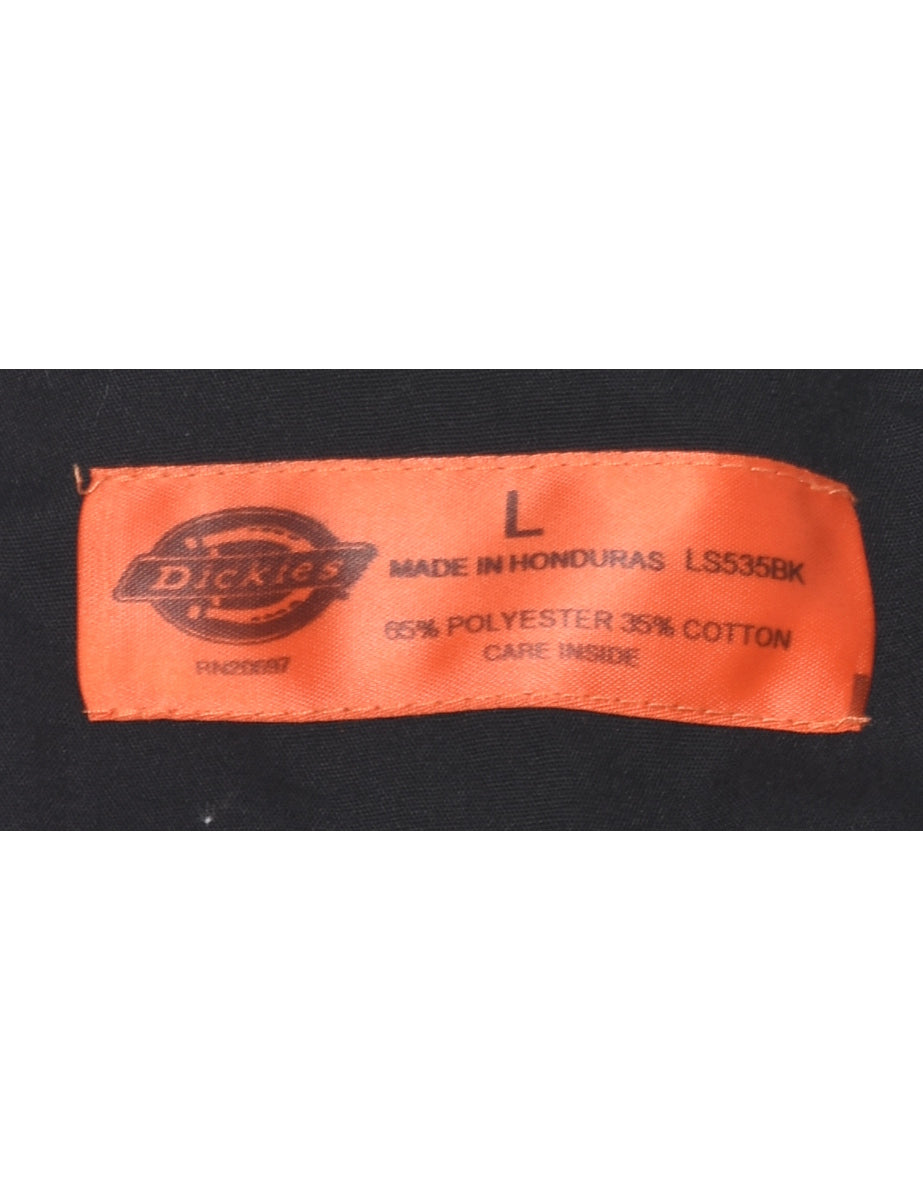 L
Dickies
MADE IN HONDURAS LS535BK
65% POLYESTER 35% COTTON
CARE INSIDE
RN20697